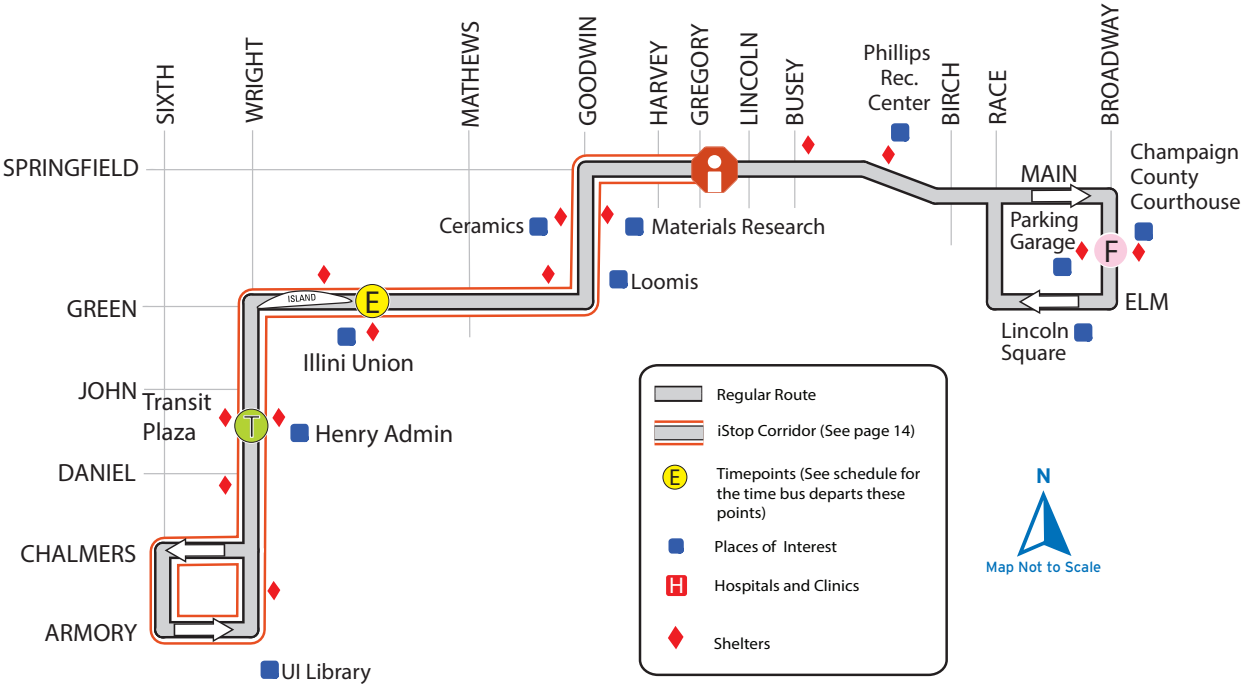 SIXTH
WRIGHT
MATHEWS
GOODWIN
HARVEY
GREGORY
LINCOLN
BUSEY
Phillips
Rec.
Center
BIRCH
RACE
BROADWAY
SPRINGFIELD
MAIN
Champaign
County
Courthouse
Ceramics
Materials Research
Parking
Garage
F
Loomis
GREEN
ISLAND
E
ELM
Lincoln
Square
Illini Union
JOHN
Transit
Plaza
T
Henry Admin
DANIEL
CHALMERS
ARMORY
UI Library
Regular Route
iStop Corridor (See page 14)
E
Timepoints (See schedule for
the time bus departs these
points)
Places of Interest
H
Hospitals and Clinics
Shelters
N
Map Not to Scale